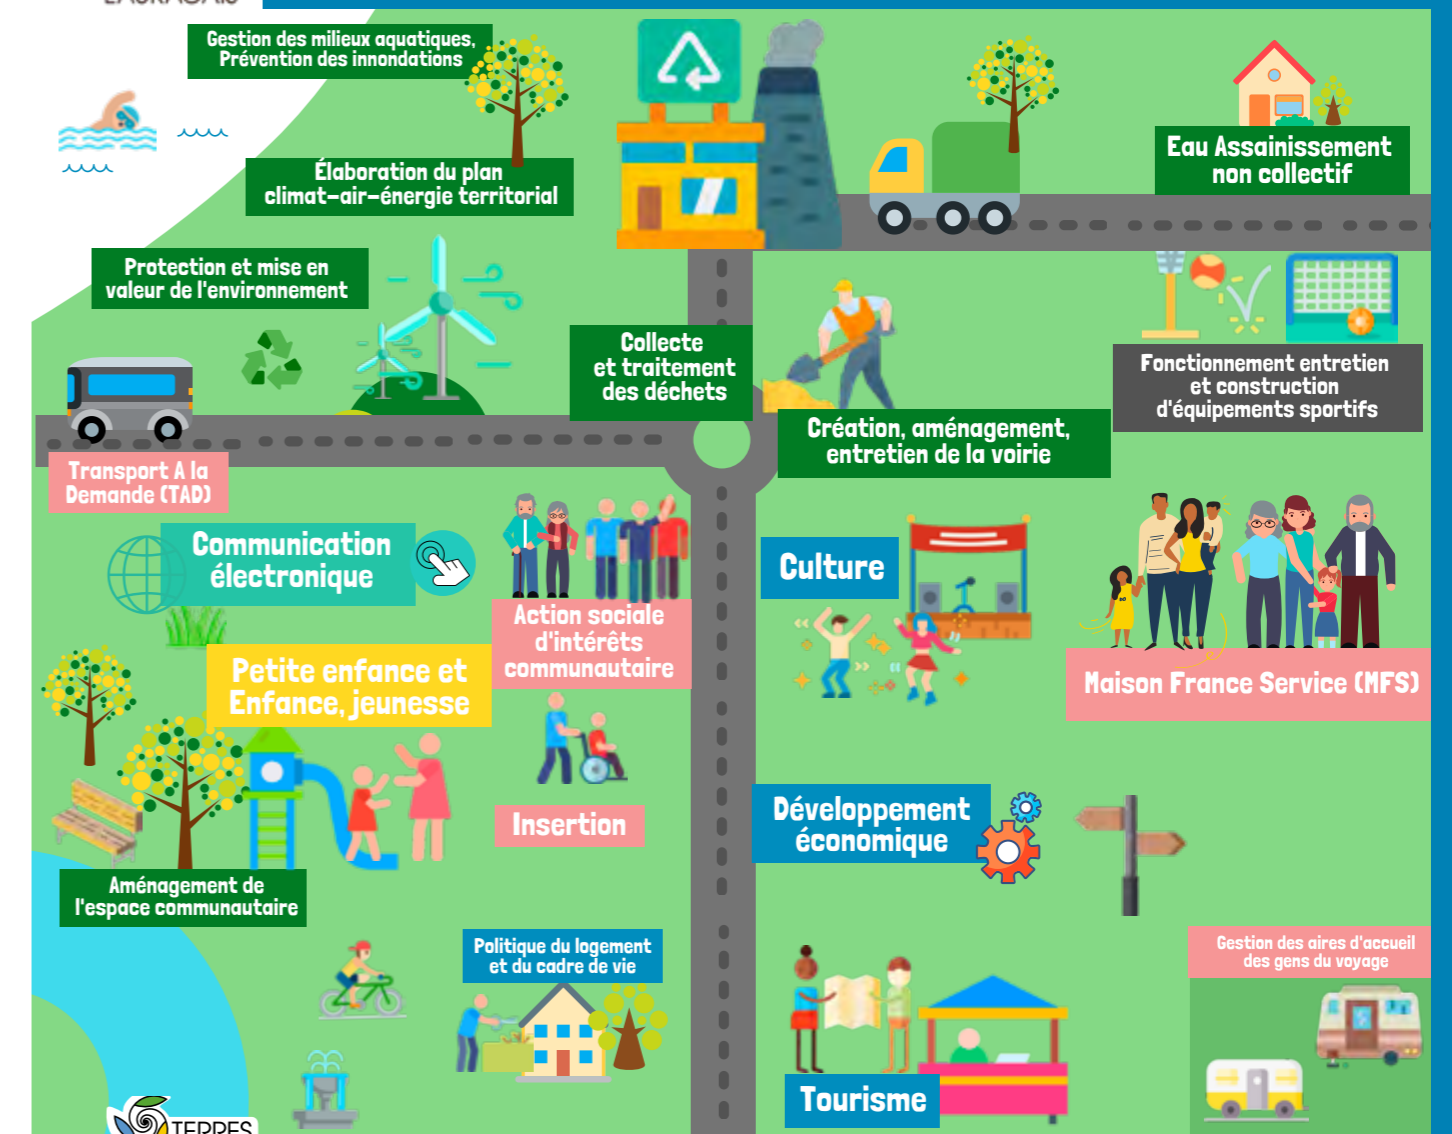 LAURAGAIS
Gestion des milieux aquatiques,
Prévention des innondations
Élaboration du plan
climat-air-énergie territorial
Eau Assainissement
non collectif
Protection et mise en
valeur de l'environnement
Collecte
et traitement
des déchets
Fonctionnement entretien
et construction
d'équipements sportifs
Création, aménagement,
entretien de la voirie
Transport A la
Demande (TAD)
Communication
électronique
Culture
Action sociale
d'intérêts
communautaire
Petite enfance et
Enfance, jeunesse
Maison France Service (MFS)
Insertion
Développement
économique
Aménagement de
l'espace communautaire
Politique du logement
et du cadre de vie
Gestion des aires d'accueil
des gens du voyage
Tourisme
TERRES